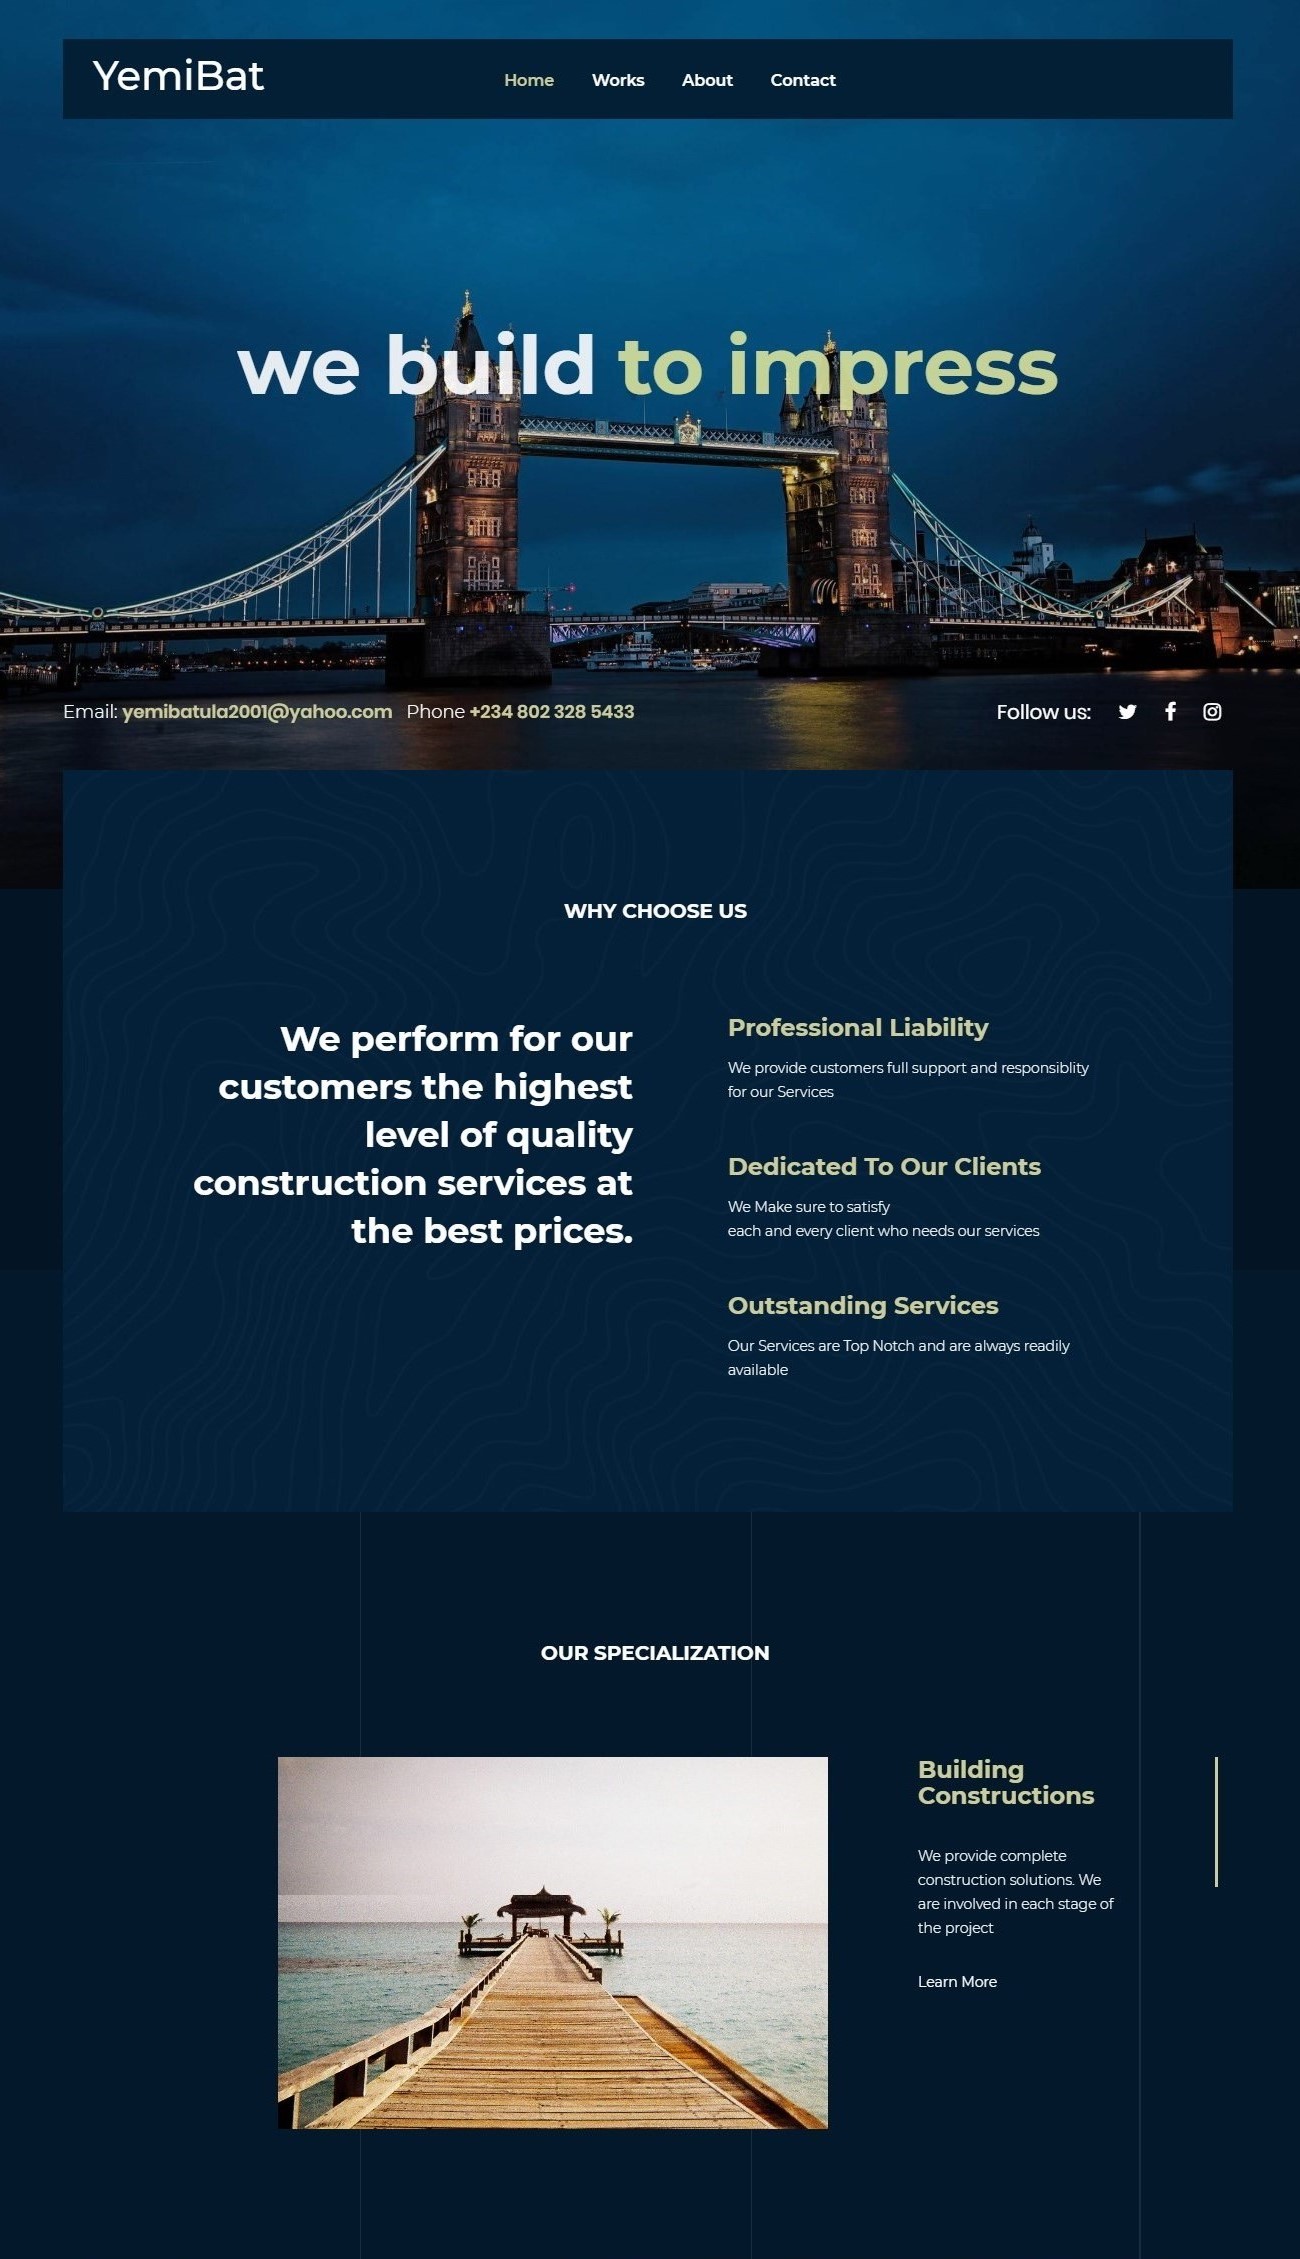 YemiBat
Home Works About Contact
we build to impress
Email: yemibatula2001@yahoo.com Phone +234 802 328 5433
Follow us:
WHY CHOOSE US
We perform for our
customers the highest
level of quality
construction services at
the best prices.
Professional Liability
We provide customers full support and responsiblity
for our Services
Dedicated To Our Clients
We Make sure to satisfy
each and every client who needs our services
Outstanding Services
Our Services are Top Notch and are always readily
available
OUR SPECIALIZATION
Building
Constructions
We provide complete
construction solutions. We
are involved in each stage of
the project
Learn More